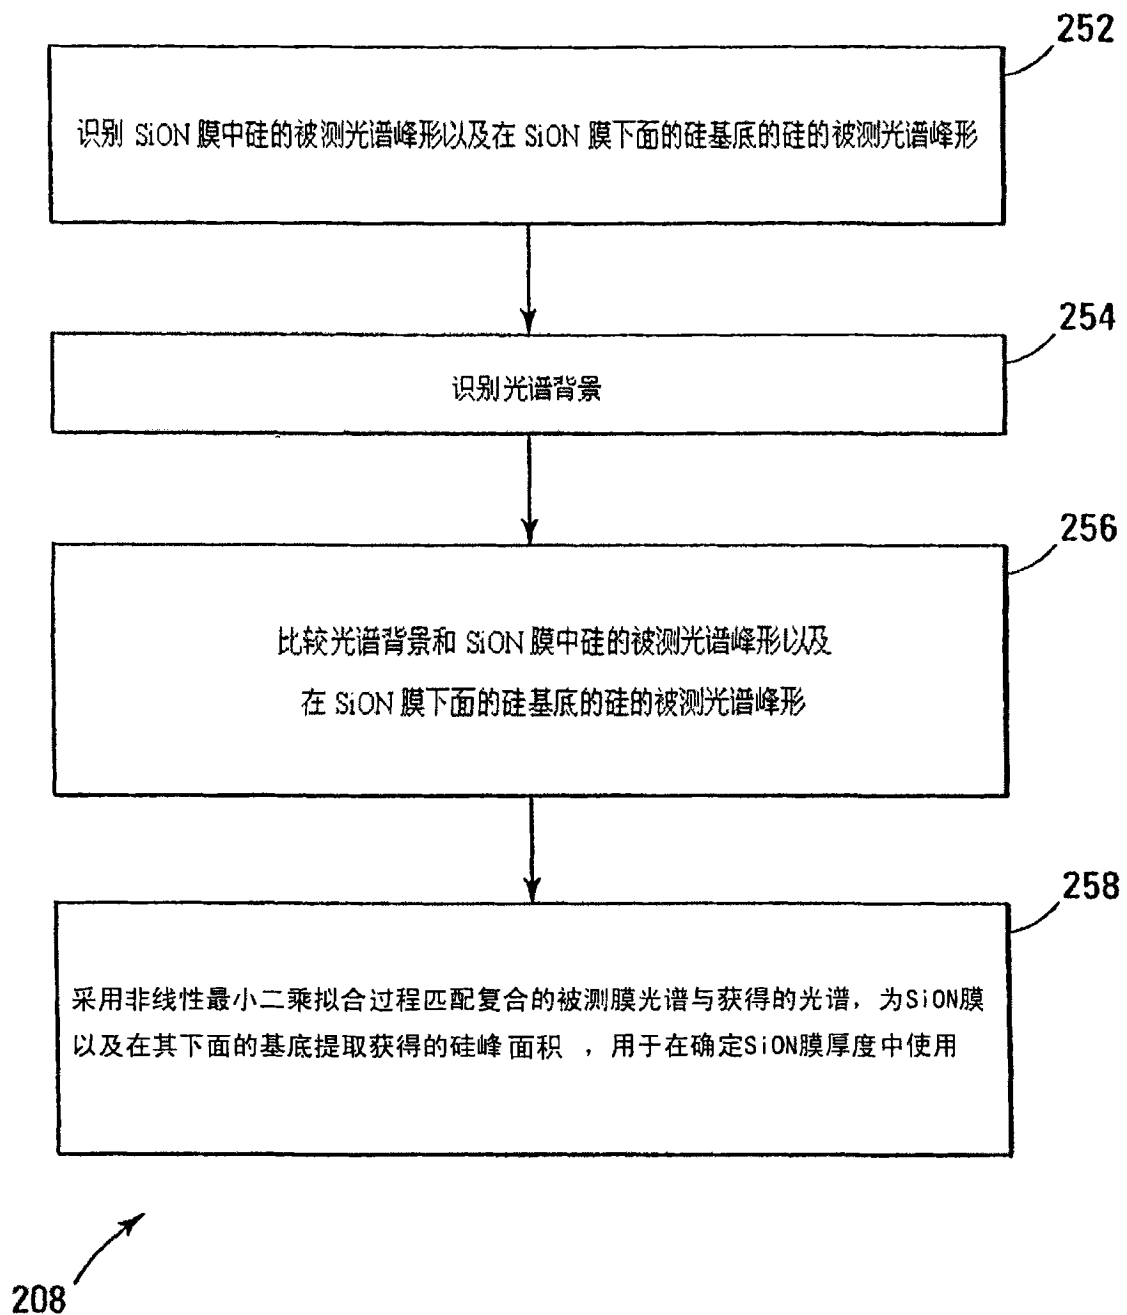 252
识别 SiON 膜中硅的被测光谱峰形以及在 SiON 膜下面的硅基底的硅的被测光谱峰形
254
识别光谱背景
256
比较光谱背景和 SiON 膜中硅的被测光谱峰形以及
在 SiON 膜下面的硅基底的硅的被测光谱峰形
258
采用非线性最小二乘拟合过程匹配复合的被测膜光谱与获得的光谱，为SiON膜
以及在其下面的基底提取获得的硅峰 面积 ，用于在确定SiON膜厚度中使用
208